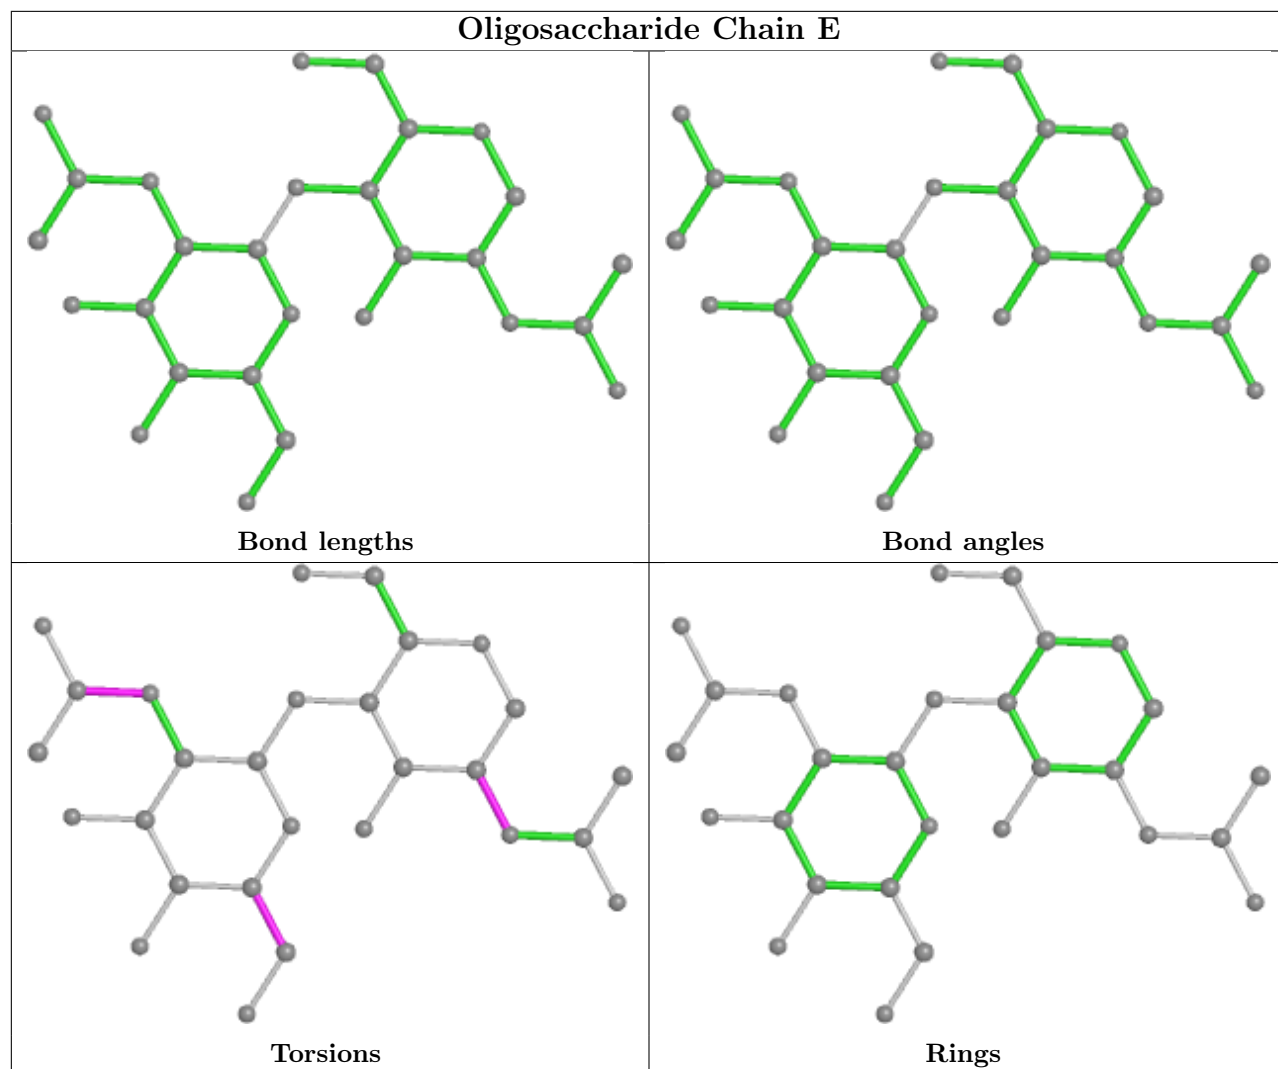 Oligosaccharide Chain E
Bond lengths
Bond angles
Torsions
Rings